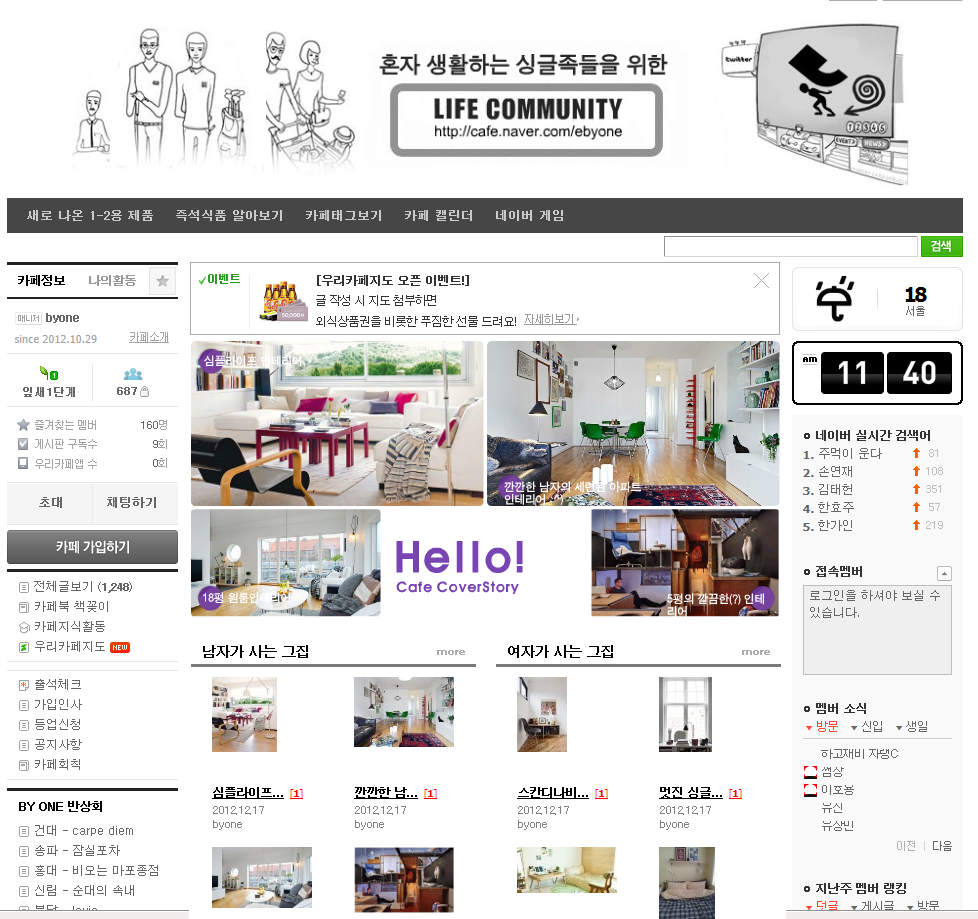 혼자 생활하는 싱글족들을 위한
LIFE COMMUNITY
http://cafe.naver.com/ebyone
twitter
EVENT>
NEWS>
새로 나온 1-2용 제품 즉석식품 알아보기 카페태그보기 카페 캘린더 네이버 게임
검색
카페정보 나의활동
매니저 byone
since 2012.10.29 카페소개
잎새1단계 687
즐겨찾는 멤버 160명
게시판 구독수 9회
우리카페앱 수 0회
초대 채팅하기
카페 가입하기
전체글보기 (1,248)
카페북 책꽂이
카페지식활동
우리카페지도 NEW
출석체크
가입인사
등업신청
공지사항
카페회칙
BY ONE 반상회
건대 - carpe diem
송파 - 잠실포차
홍대 - 비오는 마포종점
신림 - 순대의 속내
이벤트
[우리카페지도 오픈 이벤트!]
글 작성 시 지도 첨부하면
외식상품권을 비롯한 푸짐한 선물 드려요! 자세히보기
50,000
심플라이프 인테리어
깐깐한 남자의 세련된 아파트
인테리어 ^^)
18평 원룸인테리어
Hello!
Cafe CoverStory
5평의 깔끔한(?) 인테
리어
남자가 사는 그집 more
여자가 사는 그집 more
심플라이프... [1]
2012.12.17
byone
깐깐한 남... [1]
2012.12.17
byone
스칸디나비... [1]
2012.12.17
byone
멋진 싱글... [1]
2012.12.17
byone
18
서울
AM 11 40
네이버 실시간 검색어
1. 주먹이 운다 81
2. 손연재 108
3. 김태헌 351
4. 한효주 57
5. 한가인 219
접속멤버
로그인을 하셔야 보실 수
있습니다.
멤버 소식
방문 신입 생일
하고재비 자탱C
썸상
이호용
유신
유창민
이전 다음
지난주 멤버 랭킹
덧글 게시글 방문